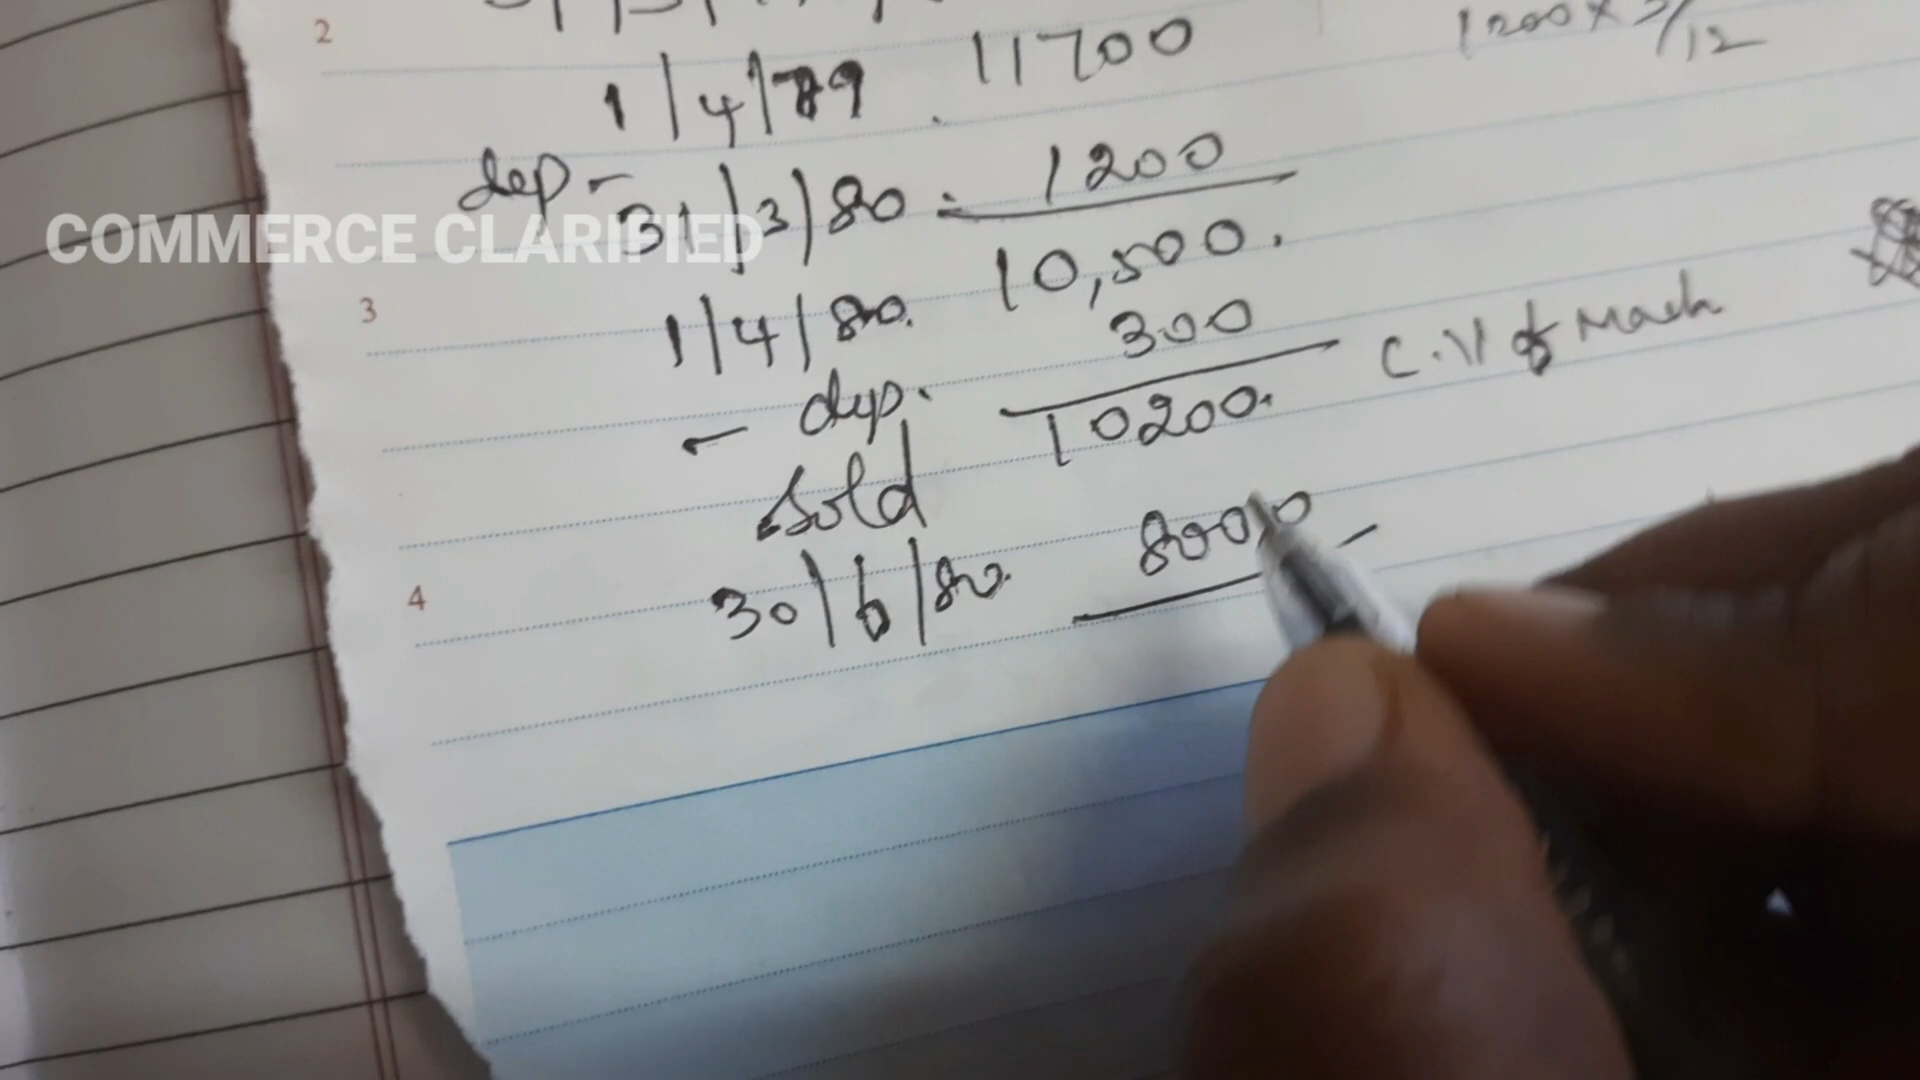 2
1200 × 3/12
1/4/79 . 11700
dep - 31/3/80 - 1200
COMMERCE CLARIFIED
10,500.
3
1/4/80.
- dep. 300
C.V of Mach
10200.
sold
4
30/6/80. 8000 -